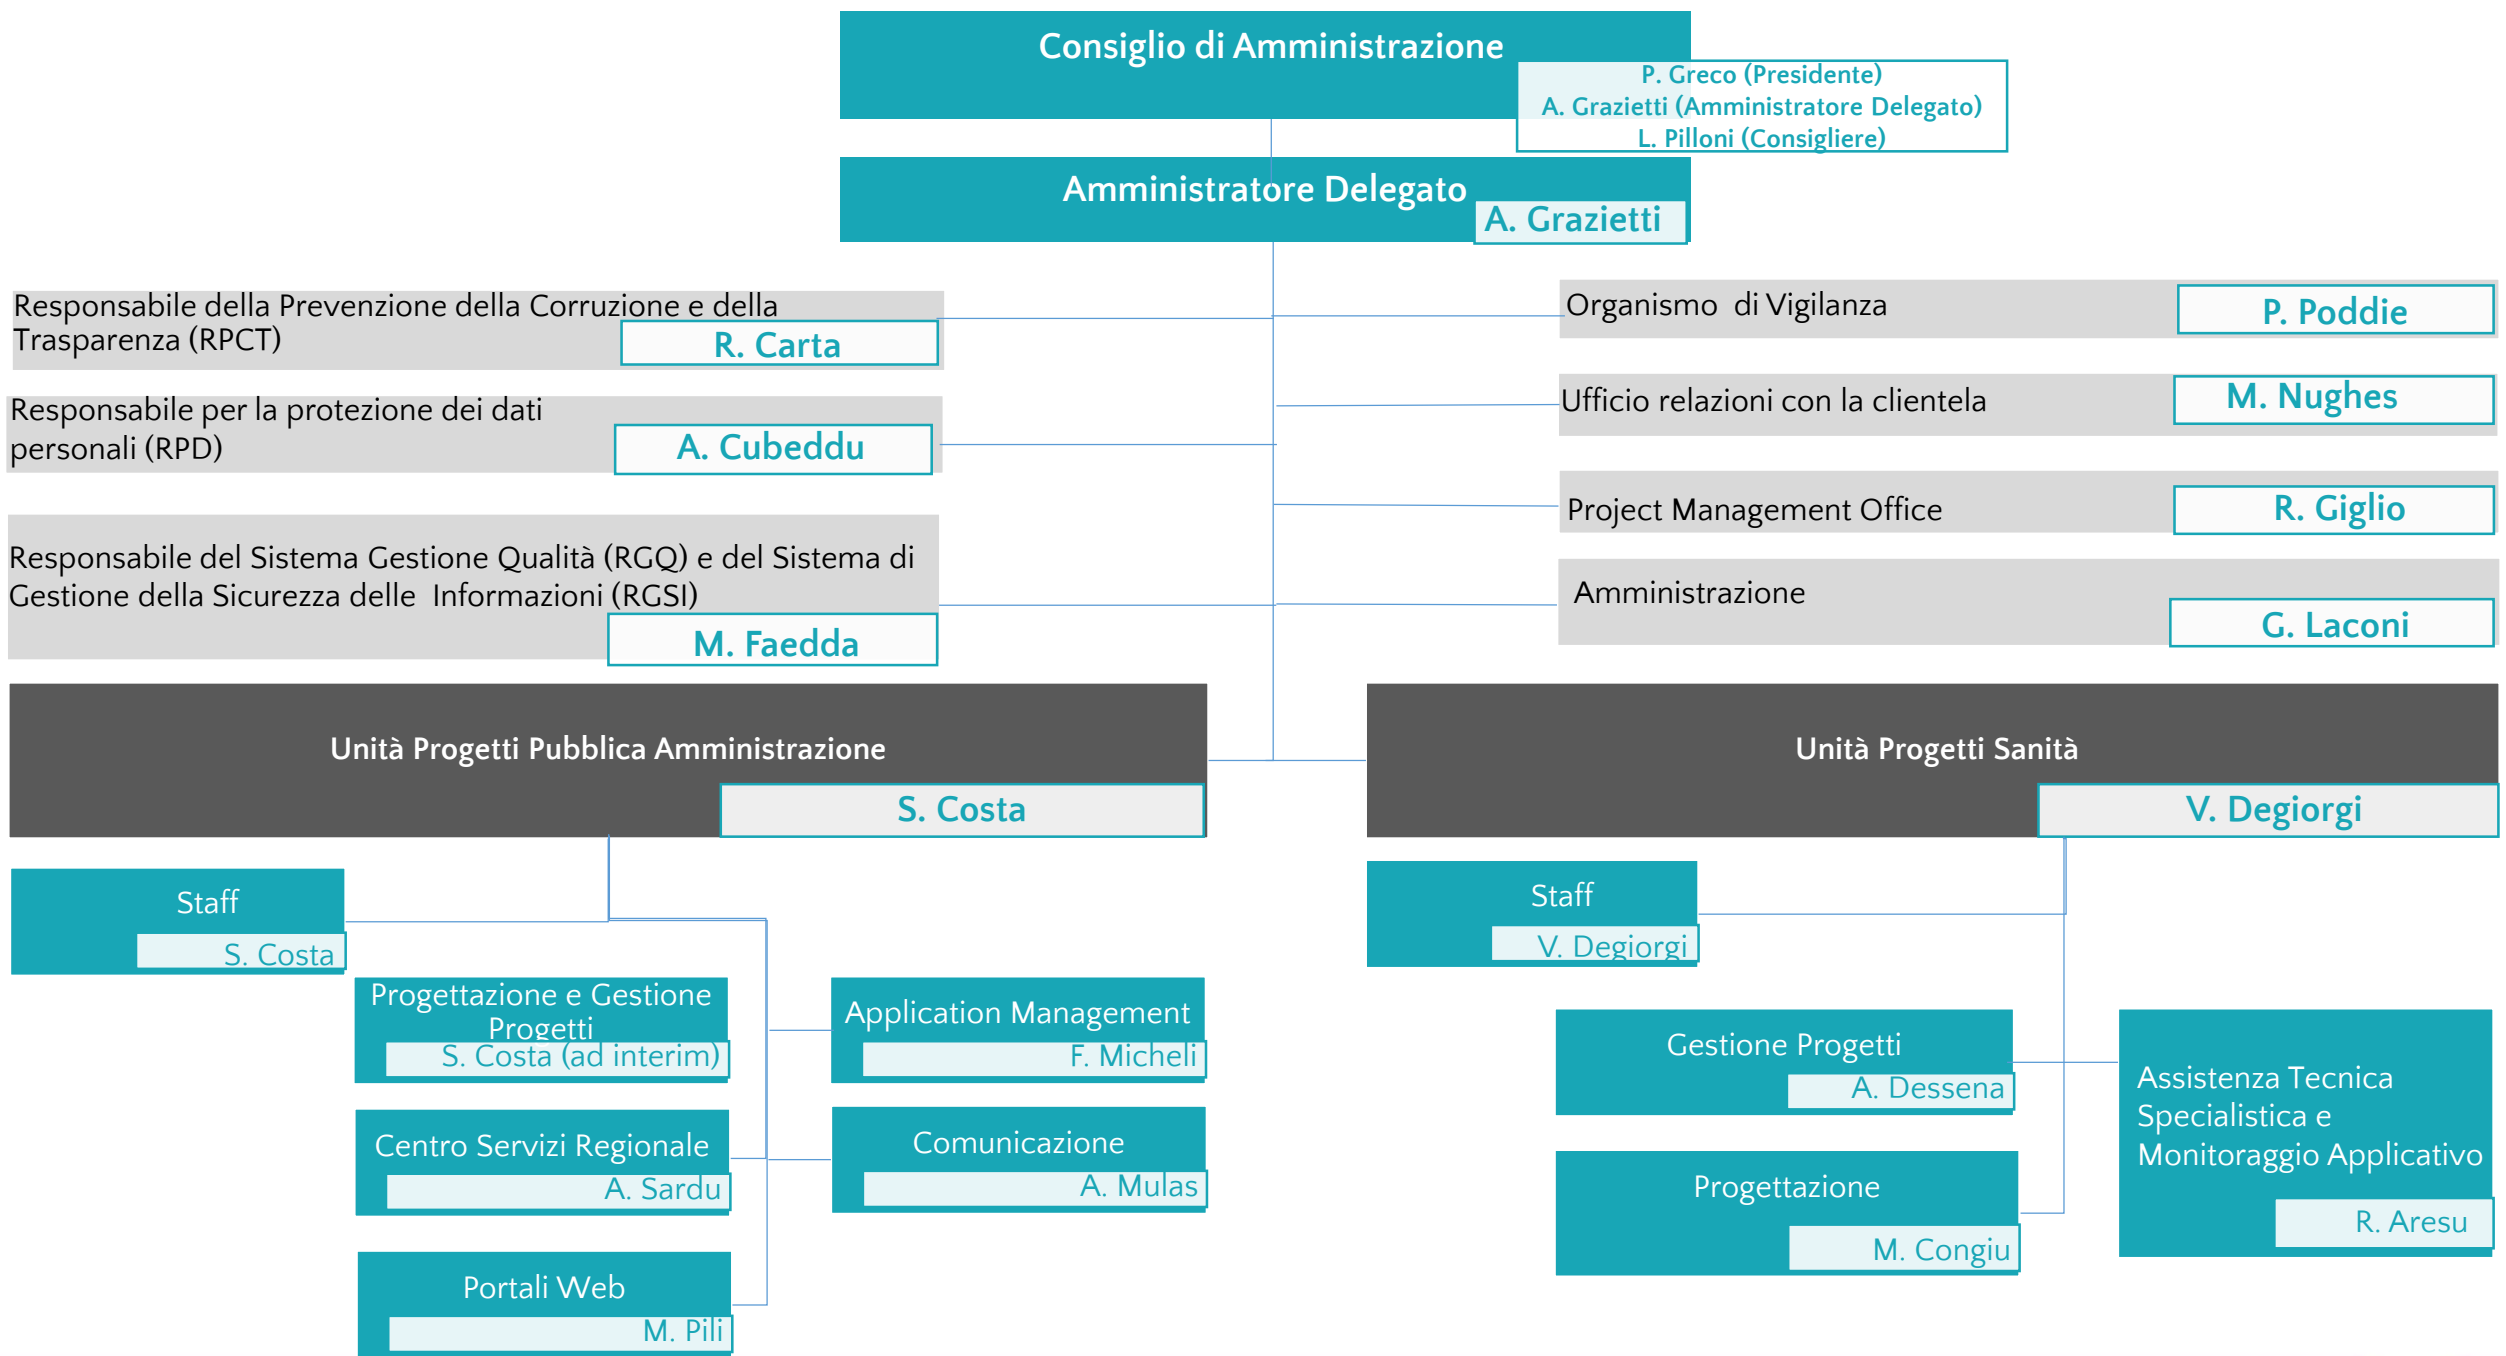 Consiglio di Amministrazione
P. Greco (Presidente)
A. Grazietti (Amministratore Delegato)
L. Pilloni (Consigliere)
Amministratore Delegato
A. Grazietti
Responsabile della Prevenzione della Corruzione e della
Trasparenza (RPCT)
R. Carta
Organismo di Vigilanza
P. Poddie
Responsabile per la protezione dei dati
personali (RPD)
A. Cubeddu
Ufficio relazioni con la clientela
M. Nughes
Project Management Office
R. Giglio
Responsabile del Sistema Gestione Qualità (RGQ) e del Sistema di
Gestione della Sicurezza delle Informazioni (RGSI)
M. Faedda
Amministrazione
G. Laconi
Unità Progetti Pubblica Amministrazione
S. Costa
Unità Progetti Sanità
V. Degiorgi
Staff
S. Costa
Progettazione e Gestione
Progetti
S. Costa (ad interim)
Application Management
F. Micheli
Centro Servizi Regionale
A. Sardu
Comunicazione
A. Mulas
Portali Web
M. Pili
Staff
V. Degiorgi
Gestione Progetti
A. Dessena
Assistenza Tecnica
Specialistica e
Monitoraggio Applicativo
R. Aresu
Progettazione
M. Congiu